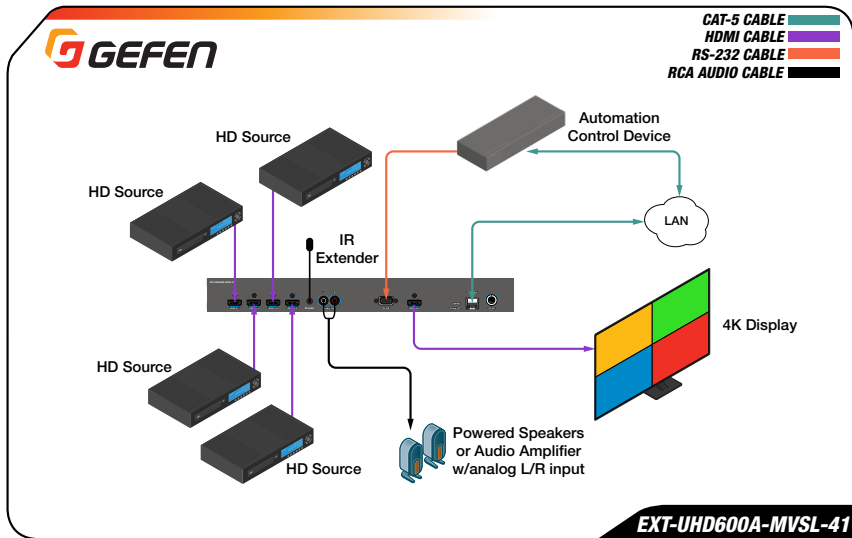 GEFEN
CAT-5 CABLE
HDMI CABLE
RS-232 CABLE
RCA AUDIO CABLE
HD Source
HD Source
Automation
Control Device
IR
Extender
LAN
4K Display
HD Source
HD Source
Powered Speakers
or Audio Amplifier
w/analog L/R input
EXT-UHD600A-MVSL-41